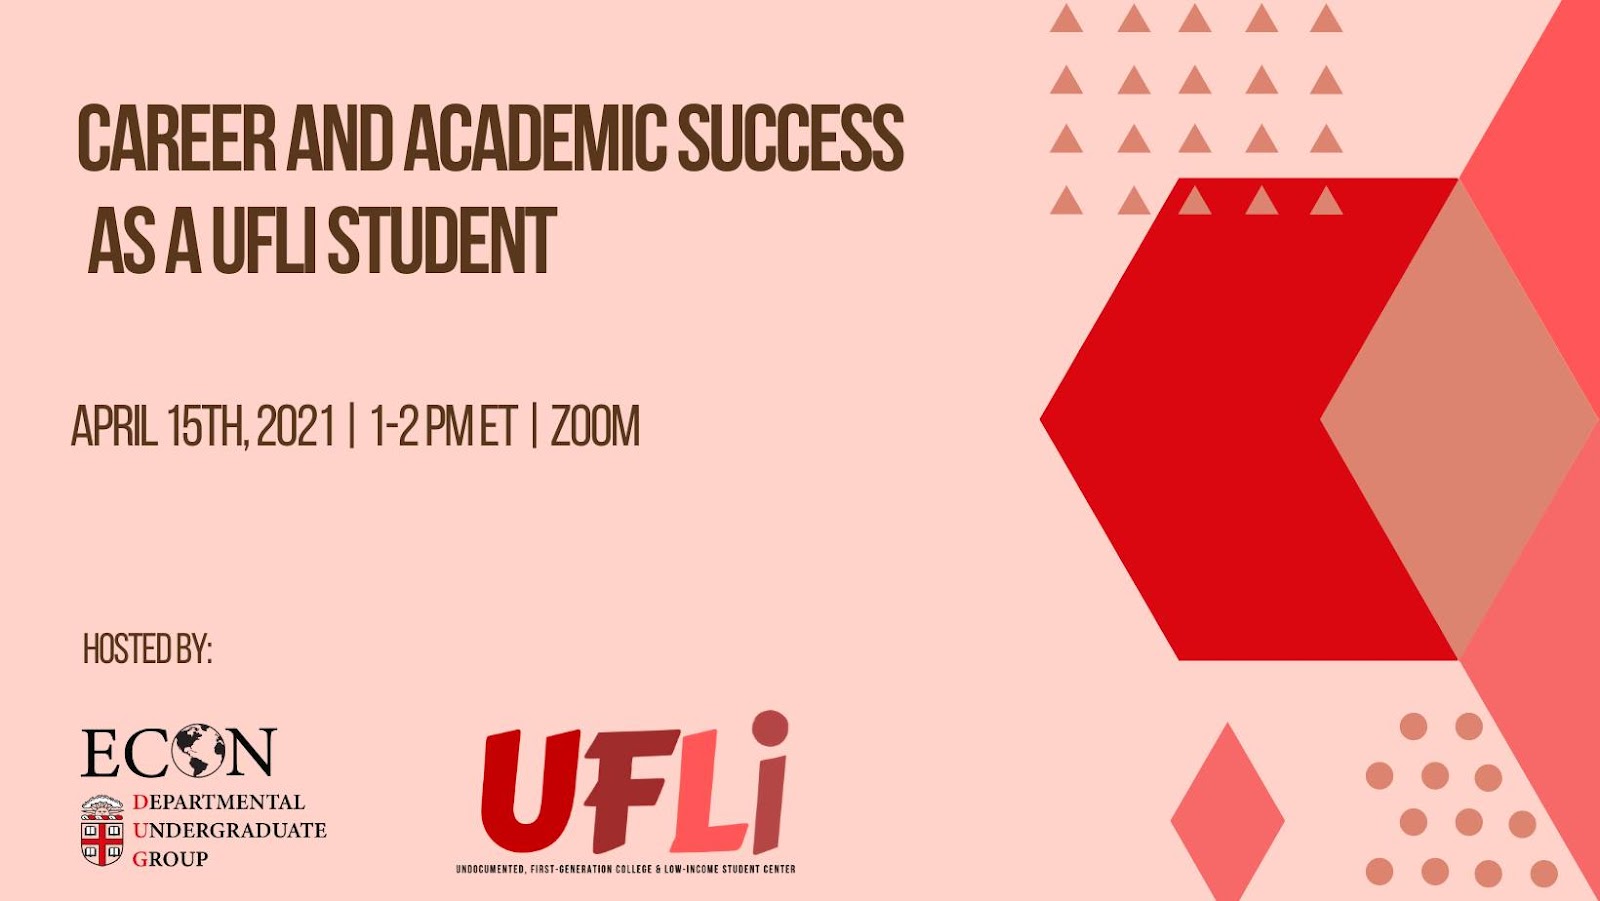 CAREER AND ACADEMIC SUCCESS
AS A UFLI STUDENT
APRIL 15TH, 2021 | 1-2 PM ET | ZOOM
HOSTED BY:
ECON
DEPARTMENTAL
UNDERGRADUATE
GROUP
UFLi
UNDOCUMENTED, FIRST-GENERATION COLLEGE & LOW-INCOME STUDENT CENTER